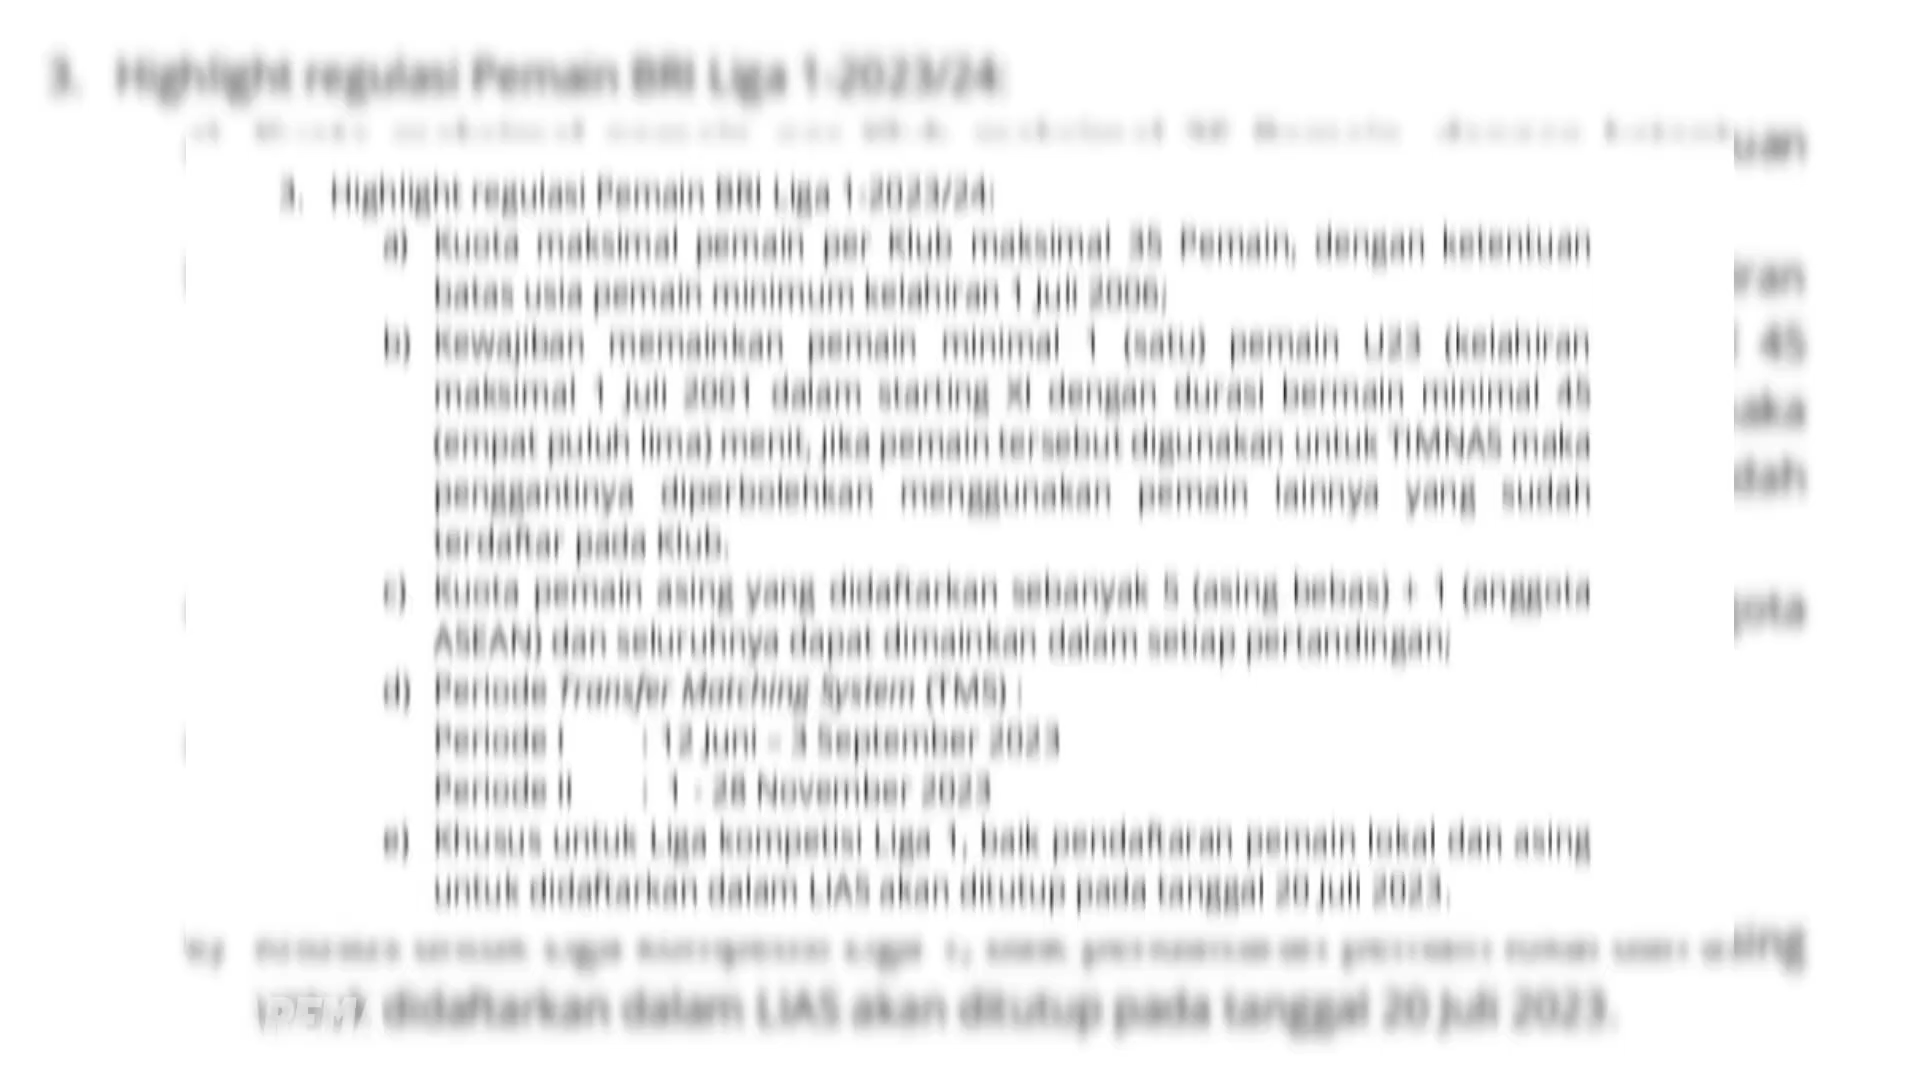 3. Highlight regulasi Pemain BRI Liga 1-2023/24:
uan
3. Highlight regulasi Pemain BRI Liga 1-2023/24:
a) Kuota maksimal pemain per Klub maksimal 35 Pemain, dengan ketentuan
batas usia pemain minimum kelahiran 1 Juli 2006;
iran
b) Kewajiban memainkan pemain minimal 1 (satu) pemain U23 (kelahiran
45
maksimal 1 Juli 2001 dalam starting XI dengan durasi bermain minimal 45
aka
(empat puluh lima) menit, jika pemain tersebut digunakan untuk TIMNAS maka
dah
penggantinya diperbolehkan menggunakan pemain lainnya yang sudah
terdaftar pada Klub.
c) Kuota pemain asing yang didaftarkan sebanyak 5 (asing bebas) + 1 (anggota
gota
ASEAN) dan seluruhnya dapat dimainkan dalam setiap pertandingan;
d) Periode Transfer Matching System (TMS) :
Periode I : 12 Juni - 3 September 2023
Periode II : 1 - 28 November 2023
e) Khusus untuk Liga kompetisi Liga 1, baik pendaftaran pemain lokal dan asing
untuk didaftarkan dalam LIAS akan ditutup pada tanggal 20 Juli 2023.
sing
didaftarkan dalam LIAS akan ditutup pada tanggal 20 Juli 2023.